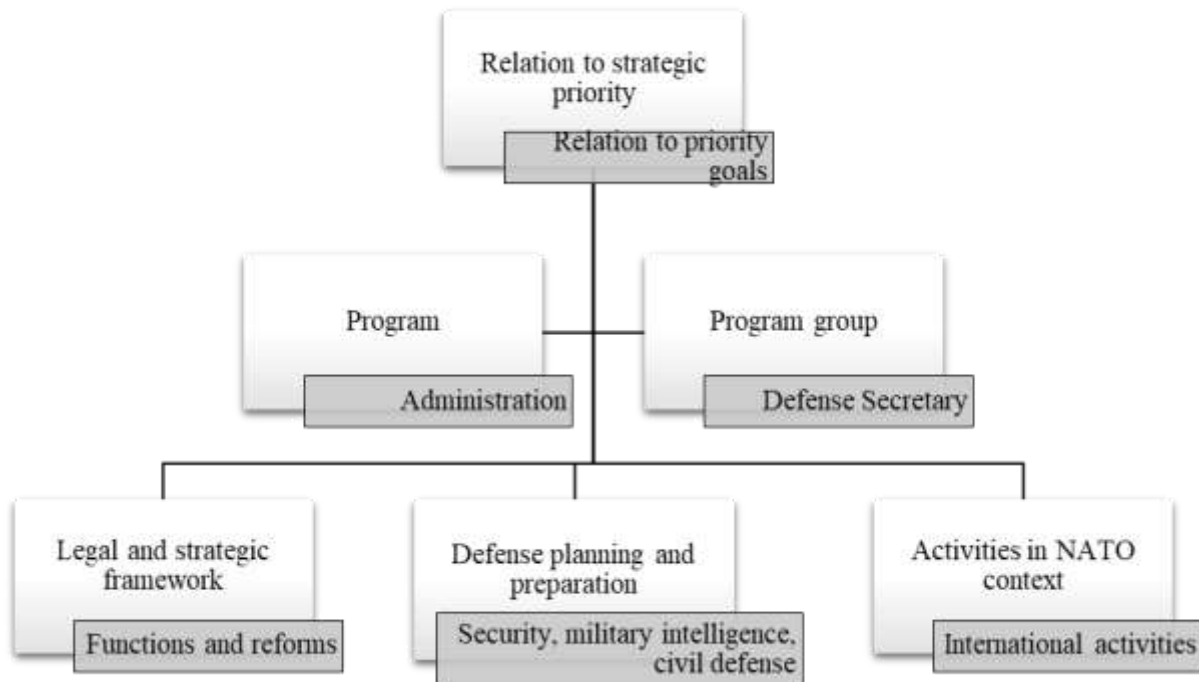 Relation to strategic
priority
Relation to priority
goals
Program
Administration
Program group
Defense Secretary
Legal and strategic
framework
Functions and reforms
Defense planning and
preparation
Security, military intelligence,
civil defense
Activities in NATO
context
International activities